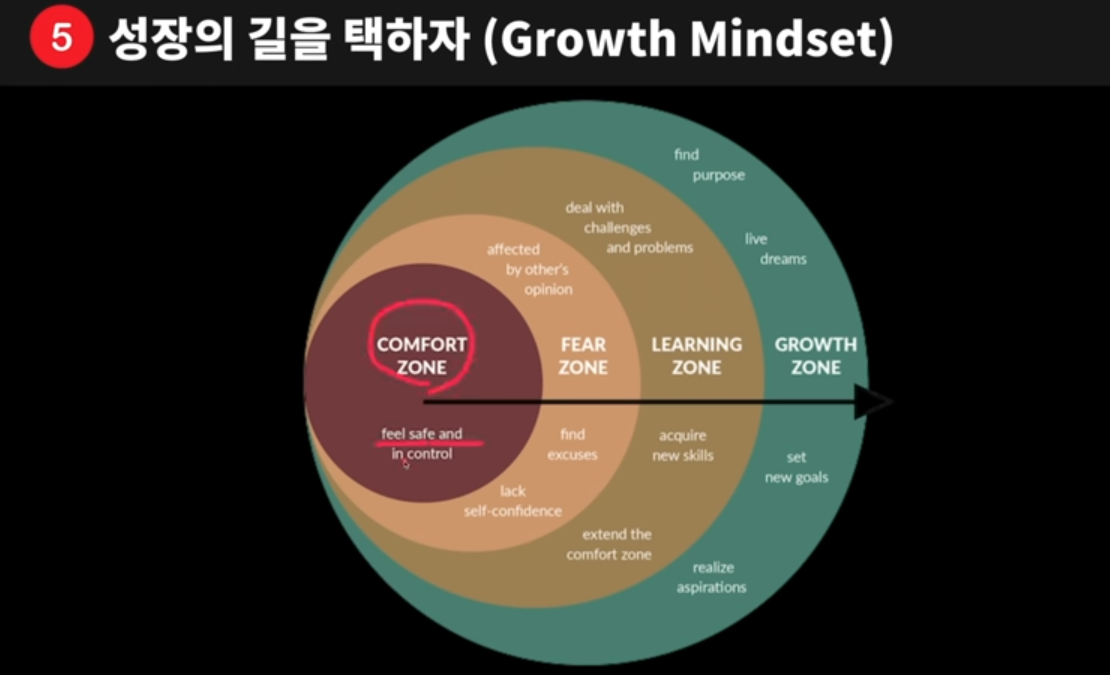 5 성장의 길을 택하자 (Growth Mindset)
find
purpose
deal with
challenges
and problems
live
dreams
affected
by other's
opinion
COMFORT
ZONE
FEAR
ZONE
LEARNING
ZONE
GROWTH
ZONE
feel safe and
in control
find
excuses
acquire
new skills
set
new goals
lack
self-confidence
extend the
comfort zone
realize
aspirations